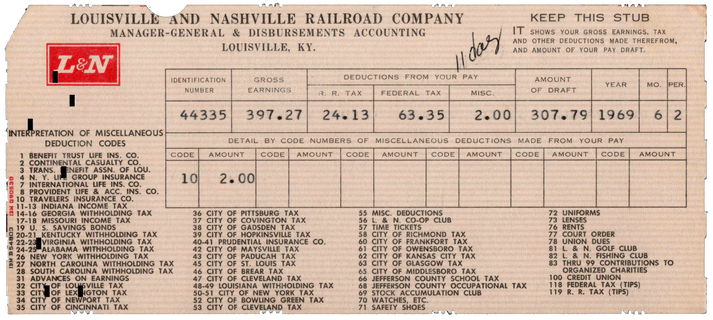 LOUISVILLE AND NASHVILLE RAILROAD COMPANY
MANAGER-GENERAL & DISBURSEMENTS ACCOUNTING
LOUISVILLE, KY.
KEEP THIS STUB
IT SHOWS YOUR GROSS EARNINGS, TAX
AND OTHER DEDUCTIONS MADE THEREFROM,
AND AMOUNT OF PAY DRAFT.
11 day
L&N
IDENTIFICATION NUMBER
GROSS EARNINGS
DEDUCTIONS FROM YOUR PAY
R. R. TAX FEDERAL TAX MISC.
AMOUNT OF DRAFT
YEAR MO. PER.
44335 397.27 24.13 63.35 2.00 307.79 1969 6 2
DETAIL BY CODE NUMBERS OF MISCELLANEOUS DEDUCTIONS MADE FROM YOUR PAY
CODE AMOUNT CODE AMOUNT CODE AMOUNT CODE AMOUNT CODE AMOUNT CODE AMOUNT
10 2.00
INTERPRETATION OF MISCELLANEOUS
DEDUCTION CODES
1 BENEFIT TRUST LIFE INS. CO.
2 CONTINENTAL CASUALTY CO.
3 TRANS. BENEFIT ASSN. OF LOU.
4 N. Y. LIFE GROUP INSURANCE
7 INTERNATIONAL LIFE INS. CO.
8 PROVIDENT LIFE & ACC. INS. CO.
10 TRAVELERS INSURANCE
13 INDIANA WITHHOLDING TAX
14-16 GEORGIA WITHHOLDING TAX
17-18 MISSOURI INCOME TAX
19 U. S. SAVINGS BONDS
20-21 KENTUCKY WITHHOLDING TAX
22-23 VIRGINIA WITHHOLDING TAX
24-25 ALABAMA WITHHOLDING TAX
26 NEW YORK WITHHOLDING TAX
27 NORTH CAROLINA WITHHOLDING TAX
28 SOUTH CAROLINA WITHHOLDING TAX
31 ADVANCES ON EARNINGS
32 CITY OF LOUISVILLE TAX
33 CITY OF LEXINGTON TAX
34 CITY OF NEWPORT TAX
35 CITY OF CINCINNATI TAX
36 CITY OF PITTSBURG TAX
37 CITY OF COVINGTON TAX
38 CITY OF GADSDEN TAX
39 CITY OF HOPKINSVILLE TAX
40-41 PRUDENTIAL INSURANCE CO.
42 CITY OF MAYSVILLE TAX
43 CITY OF PADUCAH TAX
45 CITY OF ST. LOUIS TAX
46 CITY OF BREAR TAX
47 CITY OF CLEVELAND TAX
48-49 LOUISIANA WITHHOLDING TAX
50-51 CITY OF NEW YORK INC. TAX
52 CITY OF BOWLING GREEN TAX
53 CITY OF CLEVELAND TAX
55 MISC. DEDUCTIONS
56 L. & N. CO-OP CLUB
57 TIME TICKETS
58 CITY OF RICHMOND TAX
60 CITY OF FRANKFORT TAX
61 CITY OF OWENSBORO TAX
62 CITY OF KANSAS CITY TAX
63 CITY OF GLASGOW TAX
65 CITY OF MIDDLESBORO TAX
66 JEFFERSON COUNTY SCHOOL TAX
68 JEFFERSON COUNTY OCCUPATIONAL TAX
69 STOCK ACCUMULATION CLUB
70 WATCHES, ETC.
71 SAFETY SHOES
72 UNIFORMS
73 LENSES
76 RENTS
77 COURT ORDER
78 UNION DUES
81 L. & N. GOLF CLUB
82 L. & N. FISHING CLUB
83 THRU 99 CONTRIBUTIONS TO
ORGANIZED CHARITIES
100 CREDIT UNION
118 FEDERAL TAX (TIPS)
119 R. R. TAX (TIPS)